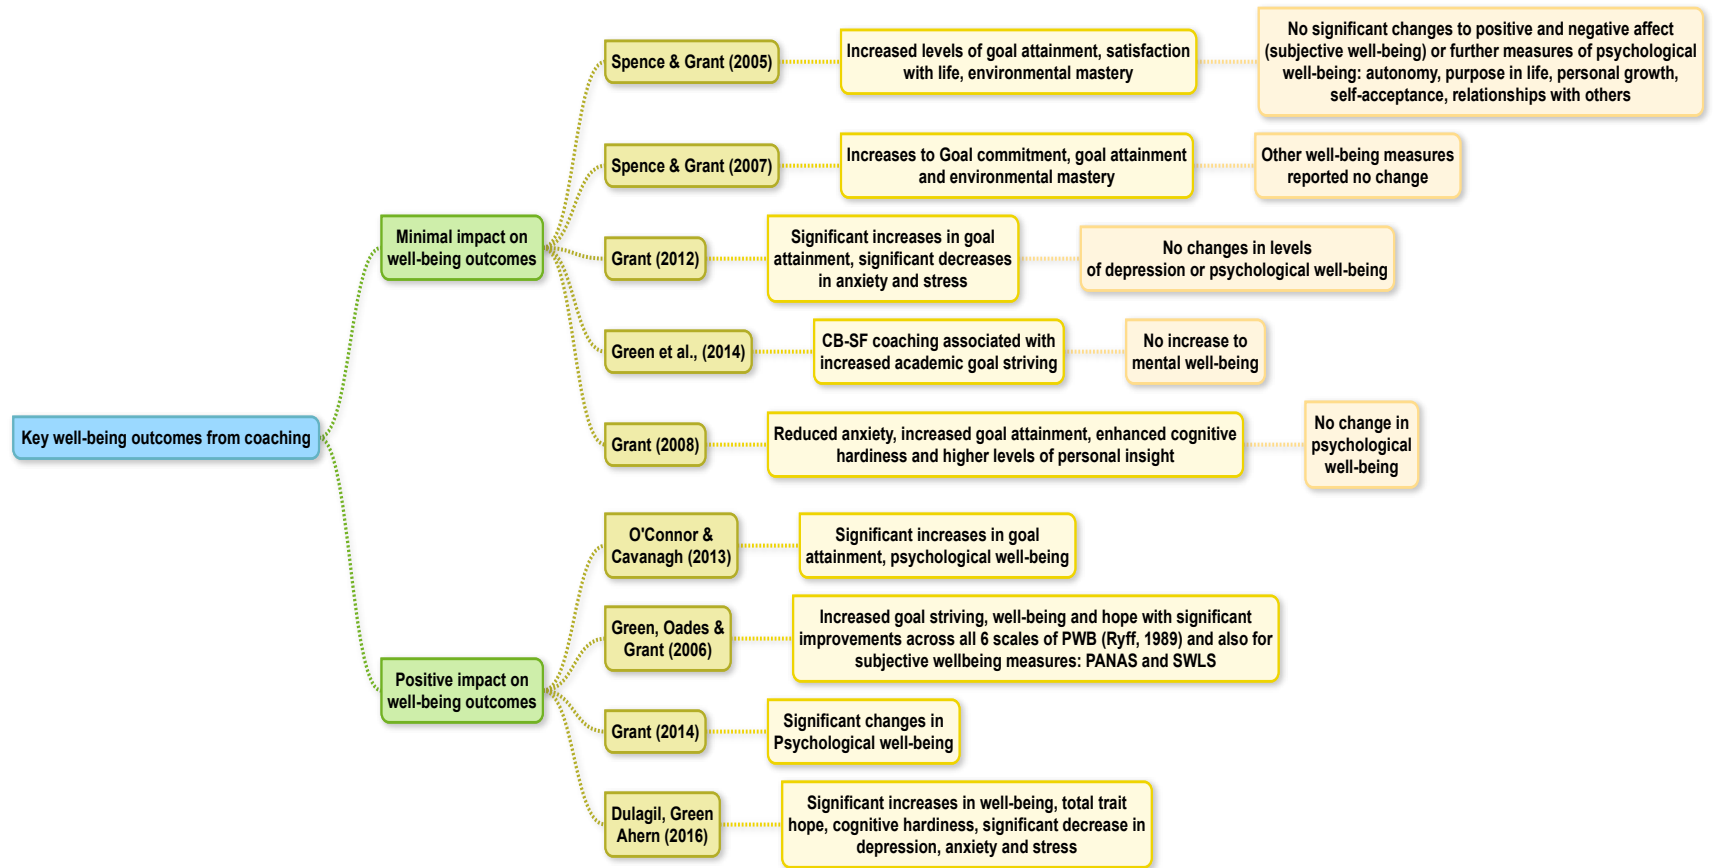 Key well-being outcomes from coaching
Minimal impact on
well-being outcomes
Spence & Grant (2005)
Increased levels of goal attainment, satisfaction
with life, environmental mastery
No significant changes to positive and negative affect
(subjective well-being) or further measures of psychological
well-being: autonomy, purpose in life, personal growth,
self-acceptance, relationships with others
Spence & Grant (2007)
Increases to Goal commitment, goal attainment
and environmental mastery
Other well-being measures
reported no change
Grant (2012)
Significant increases in goal
attainment, significant decreases
in anxiety and stress
No changes in levels
of depression or psychological well-being
Green et al., (2014)
CB-SF coaching associated with
increased academic goal striving
No increase to
mental well-being
Grant (2008)
Reduced anxiety, increased goal attainment, enhanced cognitive
hardiness and higher levels of personal insight
No change in
psychological
well-being
Positive impact on
well-being outcomes
O'Connor &
Cavanagh (2013)
Significant increases in goal
attainment, psychological well-being
Green, Oades &
Grant (2006)
Increased goal striving, well-being and hope with significant
improvements across all 6 scales of PWB (Ryff, 1989) and also for
subjective wellbeing measures: PANAS and SWLS
Grant (2014)
Significant changes in
Psychological well-being
Dulagil, Green
Ahern (2016)
Significant increases in well-being, total trait
hope, cognitive hardiness, significant decrease in
depression, anxiety and stress